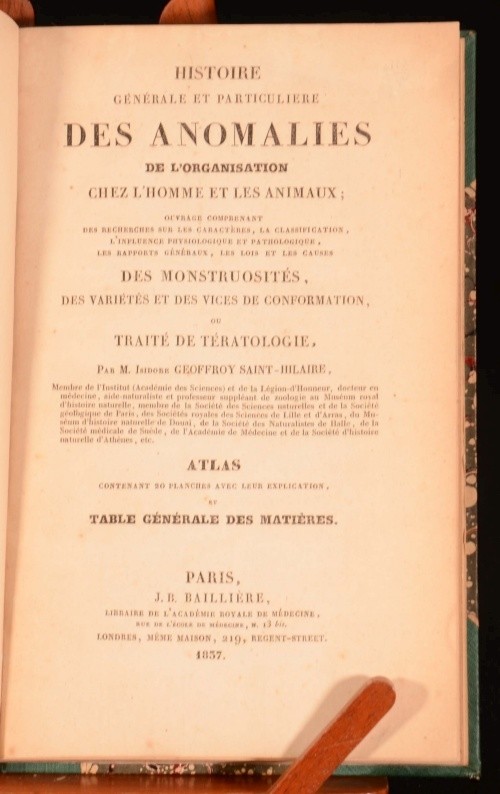 HISTOIRE
GÉNÉRALE ET PARTICULIERE
DES ANOMALIES
DE L'ORGANISATION
CHEZ L'HOMME ET LES ANIMAUX;
OUVRAGE COMPRENANT
DES RECHERCHES SUR LES CARACTÈRES, LA CLASSIFICATION,
L'INFLUENCE PHYSIOLOGIQUE ET PATHOLOGIQUE,
LES RAPPORTS GÉNÉRAUX, LES LOIS ET LES CAUSES
DES MONSTRUOSITÉS,
DES VARIÉTÉS ET DES VICES DE CONFORMATION,
OU
TRAITÉ DE TÉRATOLOGIE,
PAR M. ISIDORE GEOFFROY SAINT-HILAIRE,
Membre de l'Institut (Académie des Sciences) et de la Légion-d'Honneur, docteur en
médecine, aide-naturaliste et professeur suppléant de zoologie au Muséum royal
d'histoire naturelle, membre de la Société des Sciences naturelles et de la Société
géologique de Paris, des Sociétés royales des Sciences de Lille et d'Arras, du Mu-
séum d'histoire naturelle de Douai, de la Société des Naturalistes de Halle, de la
Société médicale de Suède, de l'Académie de Médecine et de la Société d'histoire
naturelle d'Athènes, etc.
ATLAS
CONTENANT 20 PLANCHES AVEC LEUR EXPLICATION,
ET
TABLE GÉNÉRALE DES MATIÈRES.
PARIS,
J. B. BAILLIÈRE,
LIBRAIRE DE L'ACADÉMIE ROYALE DE MÉDECINE,
RUE DE L'ÉCOLE DE MÉDECINE, N. 13 bis.
LONDRES, MÊME MAISON, 219, REGENT-STREET.
1837.